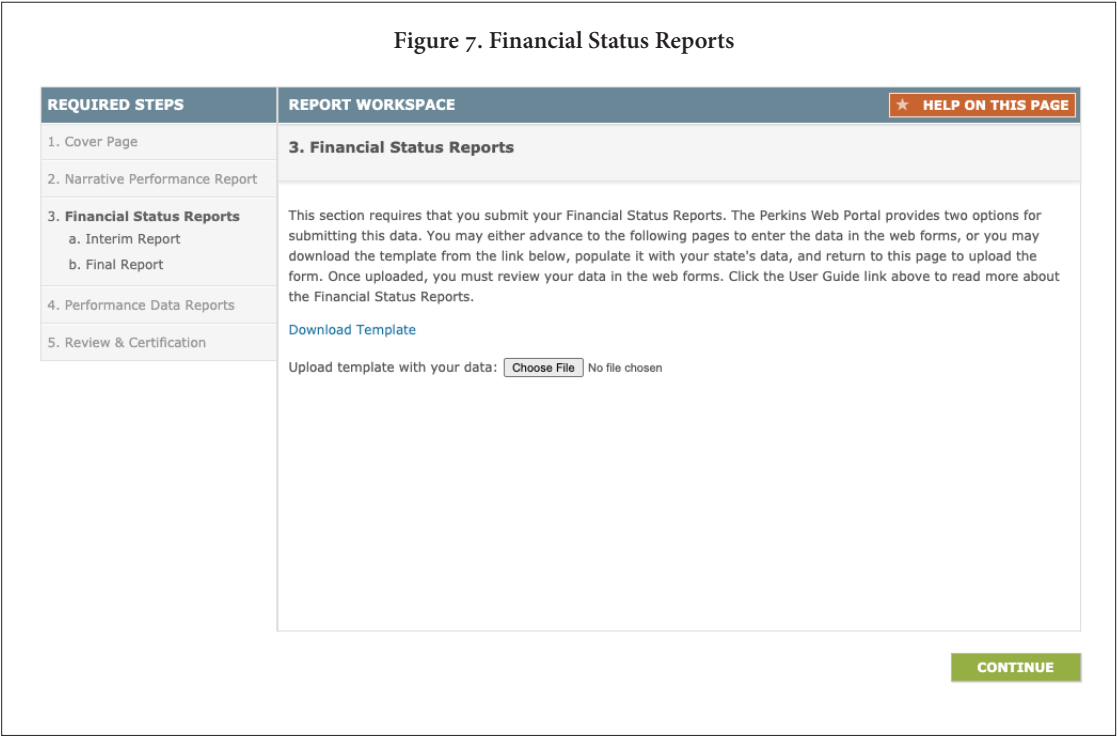 Figure 7. Financial Status Reports
REQUIRED STEPS
1. Cover Page
2. Narrative Performance Report
3. Financial Status Reports
a. Interim Report
b. Final Report
4. Performance Data Reports
5. Review & Certification
REPORT WORKSPACE
★ HELP ON THIS PAGE
3. Financial Status Reports
This section requires that you submit your Financial Status Reports. The Perkins Web Portal provides two options for
submitting this data. You may either advance to the following pages to enter the data in the web forms, or you may
download the template from the link below, populate it with your state's data, and return to this page to upload the
form. Once uploaded, you must review your data in the web forms. Click the User Guide link above to read more about
the Financial Status Reports.
Download Template
Upload template with your data: Choose File No file chosen
CONTINUE